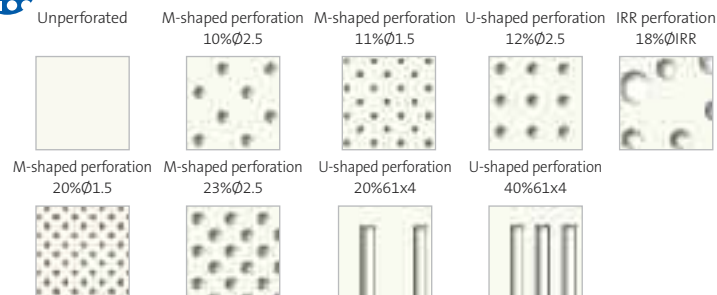 Unperforated
M-shaped perforation
10%Ø2.5
M-shaped perforation
11%Ø1.5
U-shaped perforation
12%Ø2.5
IRR perforation
18%ØIRR
M-shaped perforation
20%Ø1.5
M-shaped perforation
23%Ø2.5
U-shaped perforation
20%61x4
U-shaped perforation
40%61x4